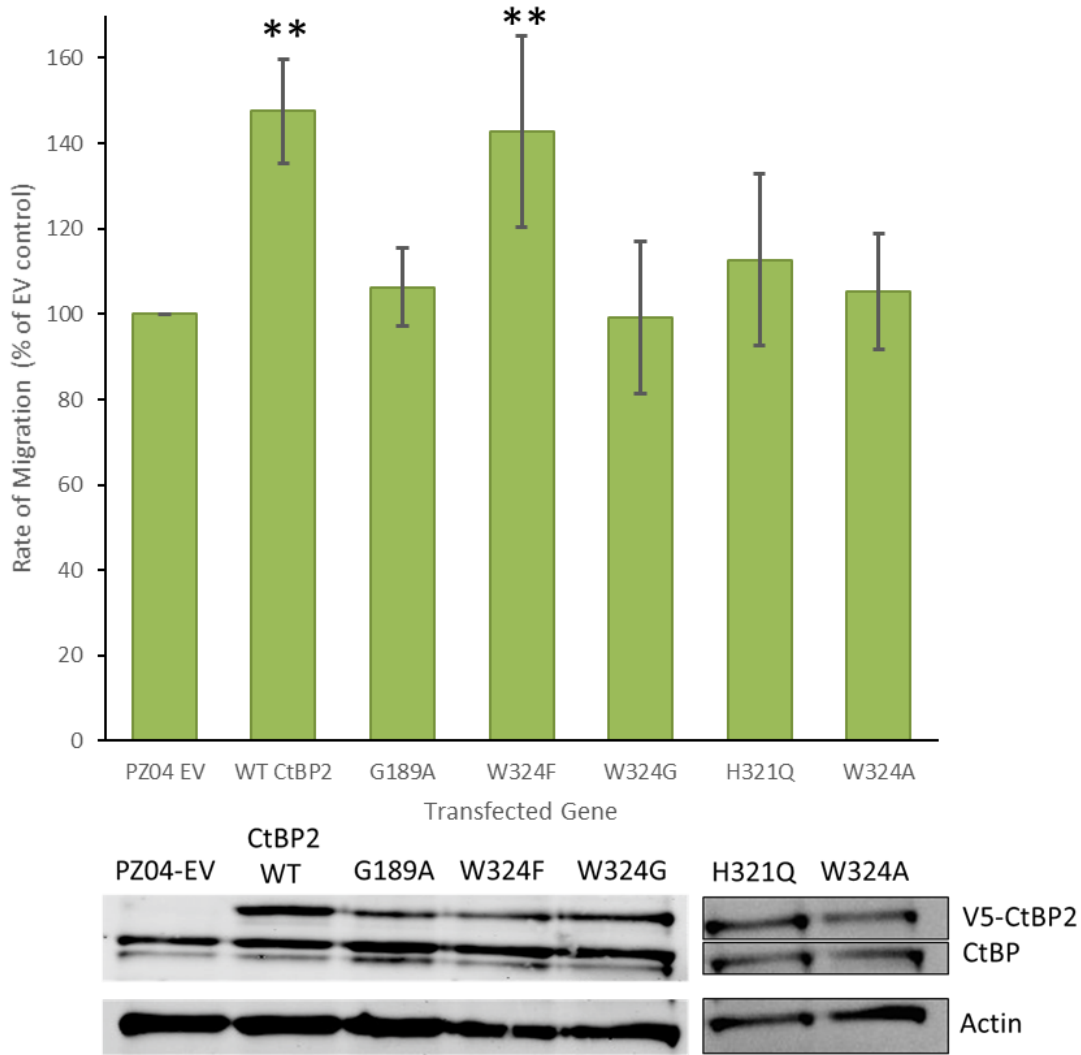 ** **
160
140
120
100
80
60
40
20
0
Rate of Migration (% of EV control)
PZ04 EV WT CtBP2 G189A W324F W324G H321Q W324A
Transfected Gene
CtBP2
PZ04-EV WT G189A W324F W324G H321Q W324A
V5-CtBP2
CtBP
Actin